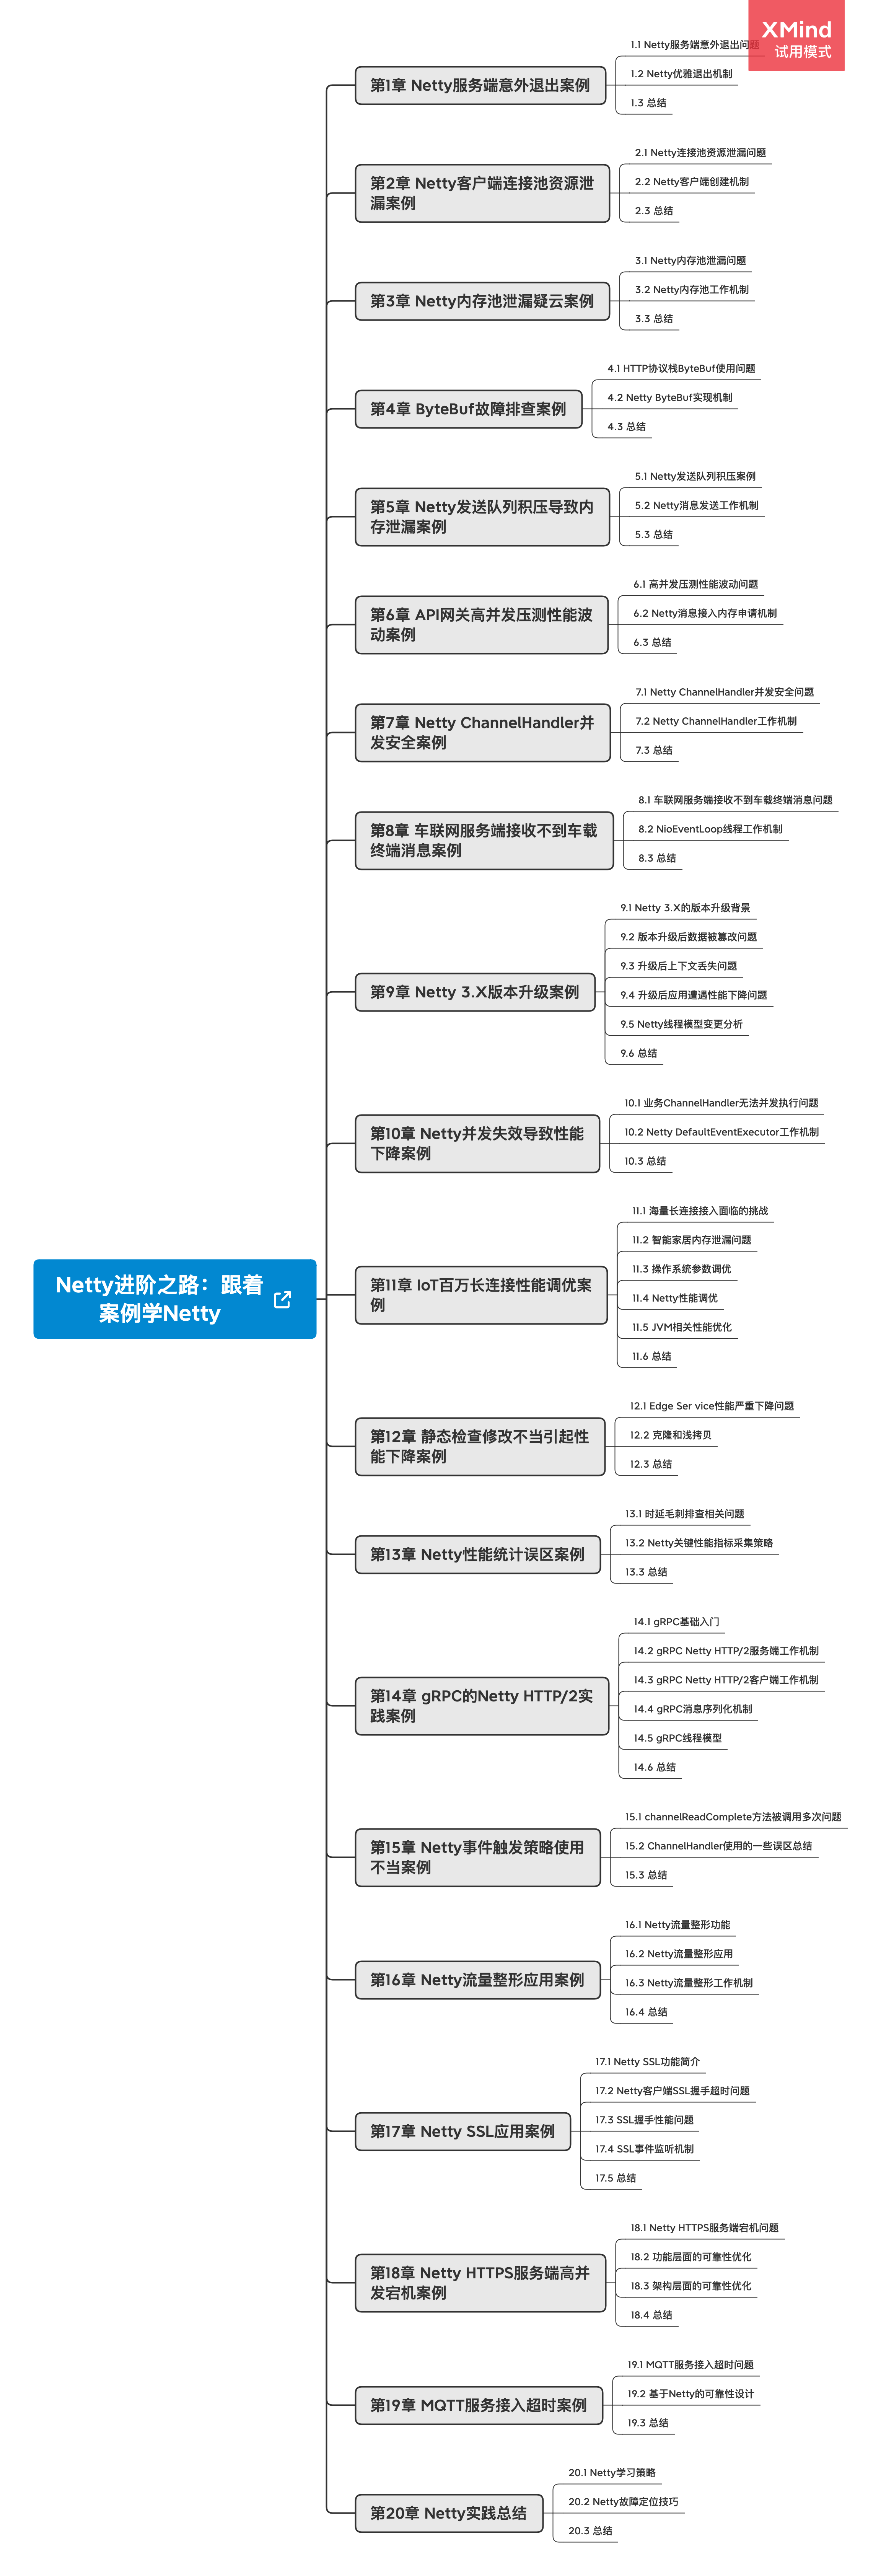 XMind
试用模式
1.1 Netty服务端意外退出问题
第1章 Netty服务端意外退出案例
1.2 Netty优雅退出机制
1.3 总结
2.1 Netty连接池资源泄漏问题
第2章 Netty客户端连接池资源泄
漏案例
2.2 Netty客户端创建机制
2.3 总结
3.1 Netty内存池泄漏问题
第3章 Netty内存池泄漏疑云案例
3.2 Netty内存池工作机制
3.3 总结
4.1 HTTP协议栈ByteBuf使用问题
第4章 ByteBuf故障排查案例
4.2 Netty ByteBuf实现机制
4.3 总结
5.1 Netty发送队列积压案例
第5章 Netty发送队列积压导致内
存泄漏案例
5.2 Netty消息发送工作机制
5.3 总结
6.1 高并发压测性能波动问题
第6章 API网关高并发压测性能波
动案例
6.2 Netty消息接入内存申请机制
6.3 总结
7.1 Netty ChannelHandler并发安全问题
第7章 Netty ChannelHandler并
发安全案例
7.2 Netty ChannelHandler工作机制
7.3 总结
8.1 车联网服务端接收不到车载终端消息问题
第8章 车联网服务端接收不到车载
终端消息案例
8.2 NioEventLoop线程工作机制
8.3 总结
9.1 Netty 3.X的版本升级背景
9.2 版本升级后数据被篡改问题
9.3 升级后上下文丢失问题
第9章 Netty 3.X版本升级案例
9.4 升级后应用遭遇性能下降问题
9.5 Netty线程模型变更分析
9.6 总结
10.1 业务ChannelHandler无法并发执行问题
第10章 Netty并发失效导致性能
下降案例
10.2 Netty DefaultEventExecutor工作机制
10.3 总结
11.1 海量长连接接入面临的挑战
11.2 智能家居内存泄漏问题
11.3 操作系统参数调优
Netty进阶之路：跟着
案例学Netty
第11章 IoT百万长连接性能调优案
例
11.4 Netty性能调优
11.5 JVM相关性能优化
11.6 总结
12.1 Edge Ser vice性能严重下降问题
第12章 静态检查修改不当引起性
能下降案例
12.2 克隆和浅拷贝
12.3 总结
13.1 时延毛刺排查相关问题
第13章 Netty性能统计误区案例
13.2 Netty关键性能指标采集策略
13.3 总结
14.1 gRPC基础入门
14.2 gRPC Netty HTTP/2服务端工作机制
14.3 gRPC Netty HTTP/2客户端工作机制
第14章 gRPC的Netty HTTP/2实
践案例
14.4 gRPC消息序列化机制
14.5 gRPC线程模型
14.6 总结
15.1 channelReadComplete方法被调用多次问题
第15章 Netty事件触发策略使用
不当案例
15.2 ChannelHandler使用的一些误区总结
15.3 总结
16.1 Netty流量整形功能
16.2 Netty流量整形应用
第16章 Netty流量整形应用案例
16.3 Netty流量整形工作机制
16.4 总结
17.1 Netty SSL功能简介
17.2 Netty客户端SSL握手超时问题
第17章 Netty SSL应用案例
17.3 SSL握手性能问题
17.4 SSL事件监听机制
17.5 总结
18.1 Netty HTTPS服务端宕机问题
18.2 功能层面的可靠性优化
第18章 Netty HTTPS服务端高并
发宕机案例
18.3 架构层面的可靠性优化
18.4 总结
19.1 MQTT服务接入超时问题
第19章 MQTT服务接入超时案例
19.2 基于Netty的可靠性设计
19.3 总结
20.1 Netty学习策略
第20章 Netty实践总结
20.2 Netty故障定位技巧
20.3 总结